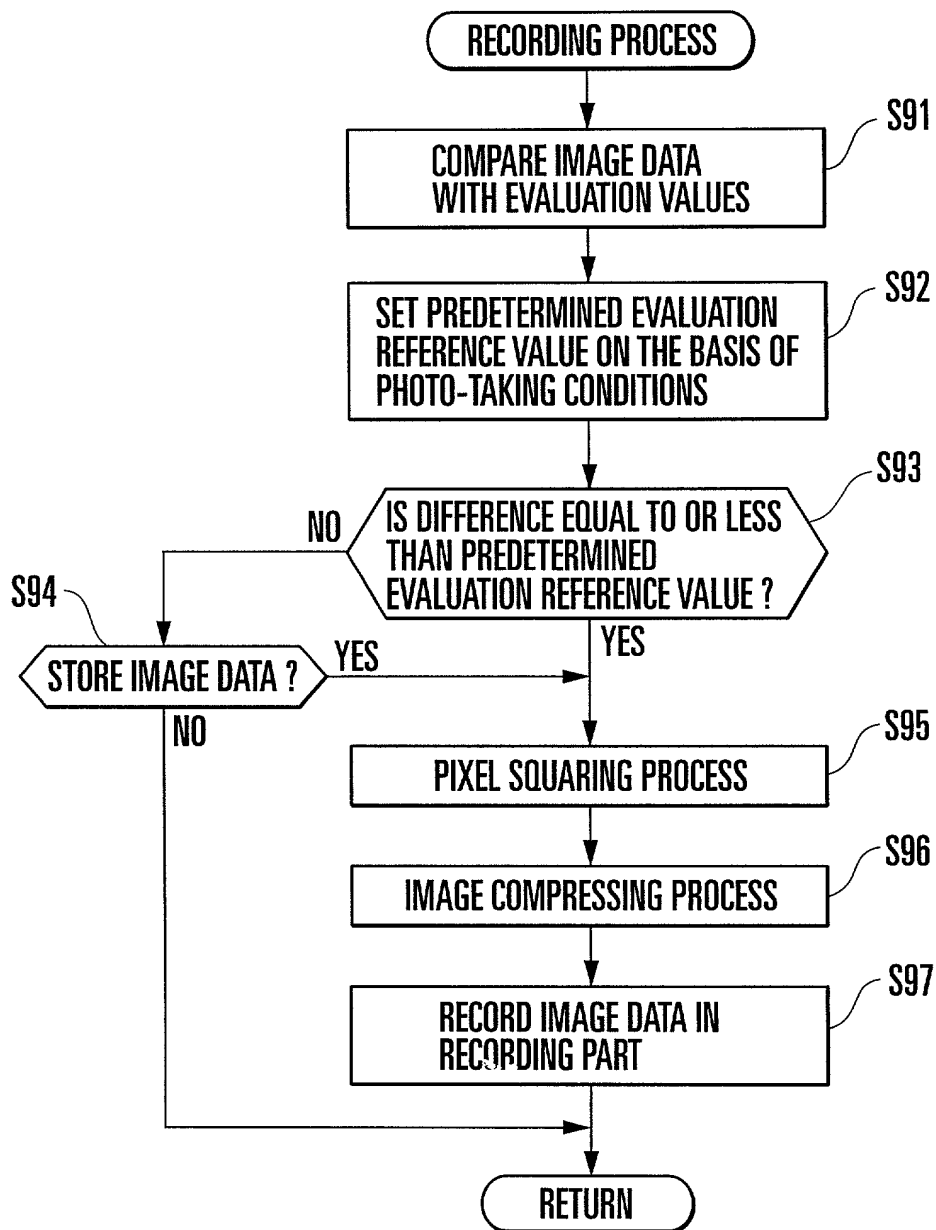 RECORDING PROCESS
S91
COMPARE IMAGE DATA
WITH EVALUATION VALUES
S92
SET PREDETERMINED EVALUATION
REFERENCE VALUE ON THE BASIS OF
PHOTO-TAKING CONDITIONS
S93
IS DIFFERENCE EQUAL TO OR LESS
THAN PREDETERMINED
EVALUATION REFERENCE VALUE ?
NO
YES
S94
STORE IMAGE DATA ?
YES
NO
S95
PIXEL SQUARING PROCESS
S96
IMAGE COMPRESSING PROCESS
S97
RECORD IMAGE DATA IN
RECORDING PART
RETURN